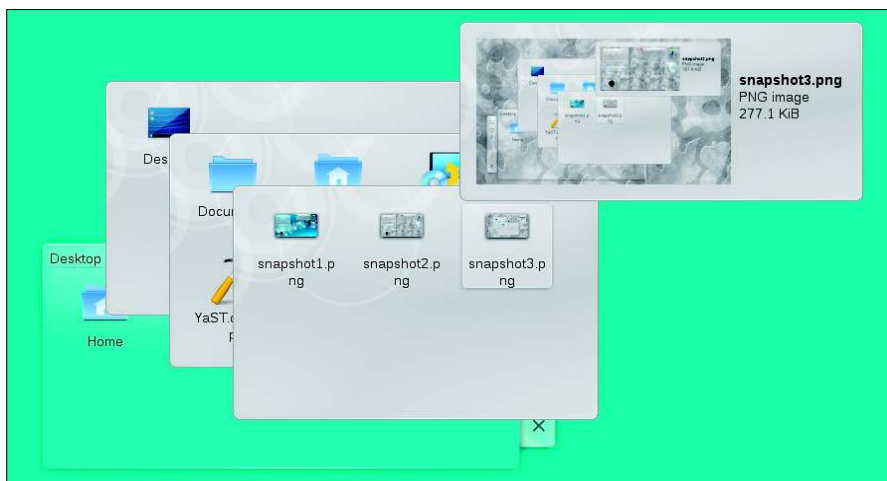 snapshot3.png
PNG image
277.1 KiB
Des
Docu
snapshot1.p
ng
snapshot2.p
ng
snapshot3.p
ng
Desktop
Home
YaST.